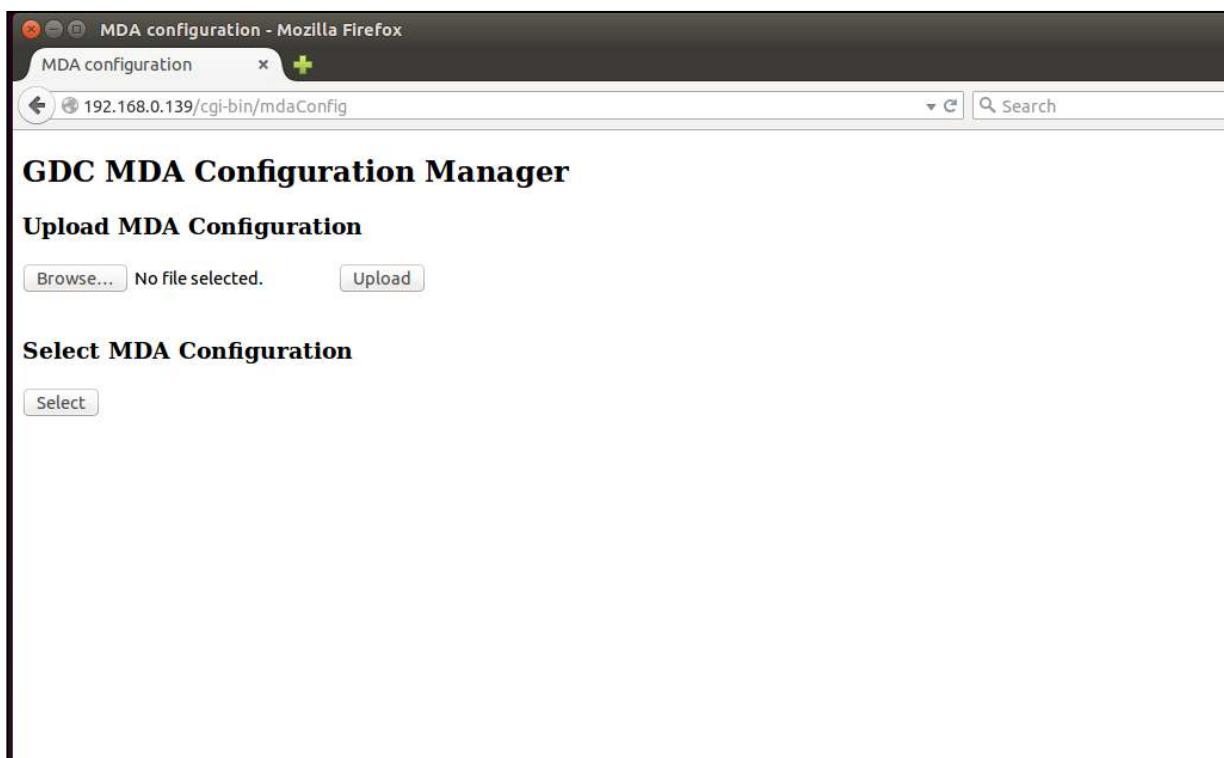 MDA configuration - Mozilla Firefox
MDA configuration
192.168.0.139/cgi-bin/mdaConfig
Search
GDC MDA Configuration Manager
Upload MDA Configuration
Browse... No file selected. Upload
Select MDA Configuration
Select